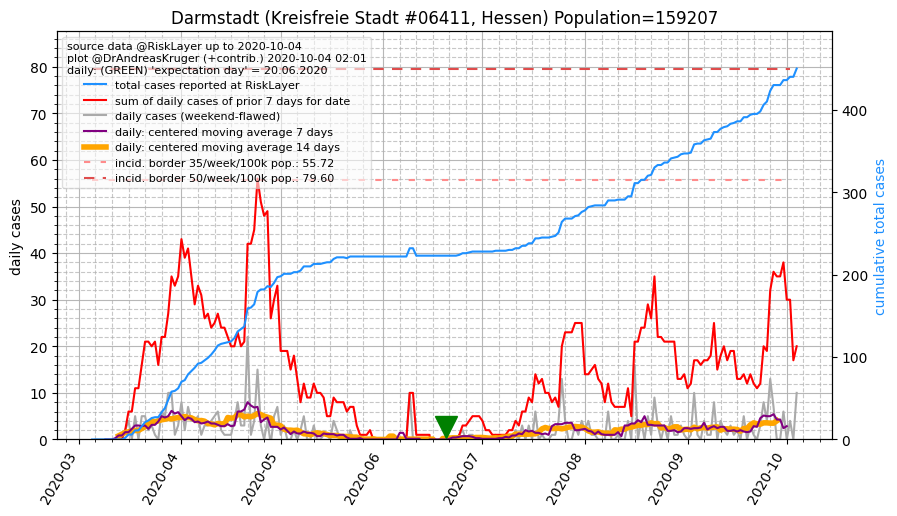 Darmstadt (Kreisfreie Stadt #06411, Hessen) Population=159207
source data @RiskLayer up to 2020-10-04
plot @DrAndreasKruger (+contrib.) 2020-10-04 02:01
daily: (GREEN) 'expectation day' = 20.06.2020
total cases reported at RiskLayer
sum of daily cases of prior 7 days for date
daily cases (weekend-flawed)
daily: centered moving average 7 days
daily: centered moving average 14 days
incid. border 35/week/100k pop.: 55.72
incid. border 50/week/100k pop.: 79.60
daily cases
80
70
60
50
40
30
20
10
0
cumulative total cases
400
300
200
100
0
2020-03
2020-04
2020-05
2020-06
2020-07
2020-08
2020-09
2020-10